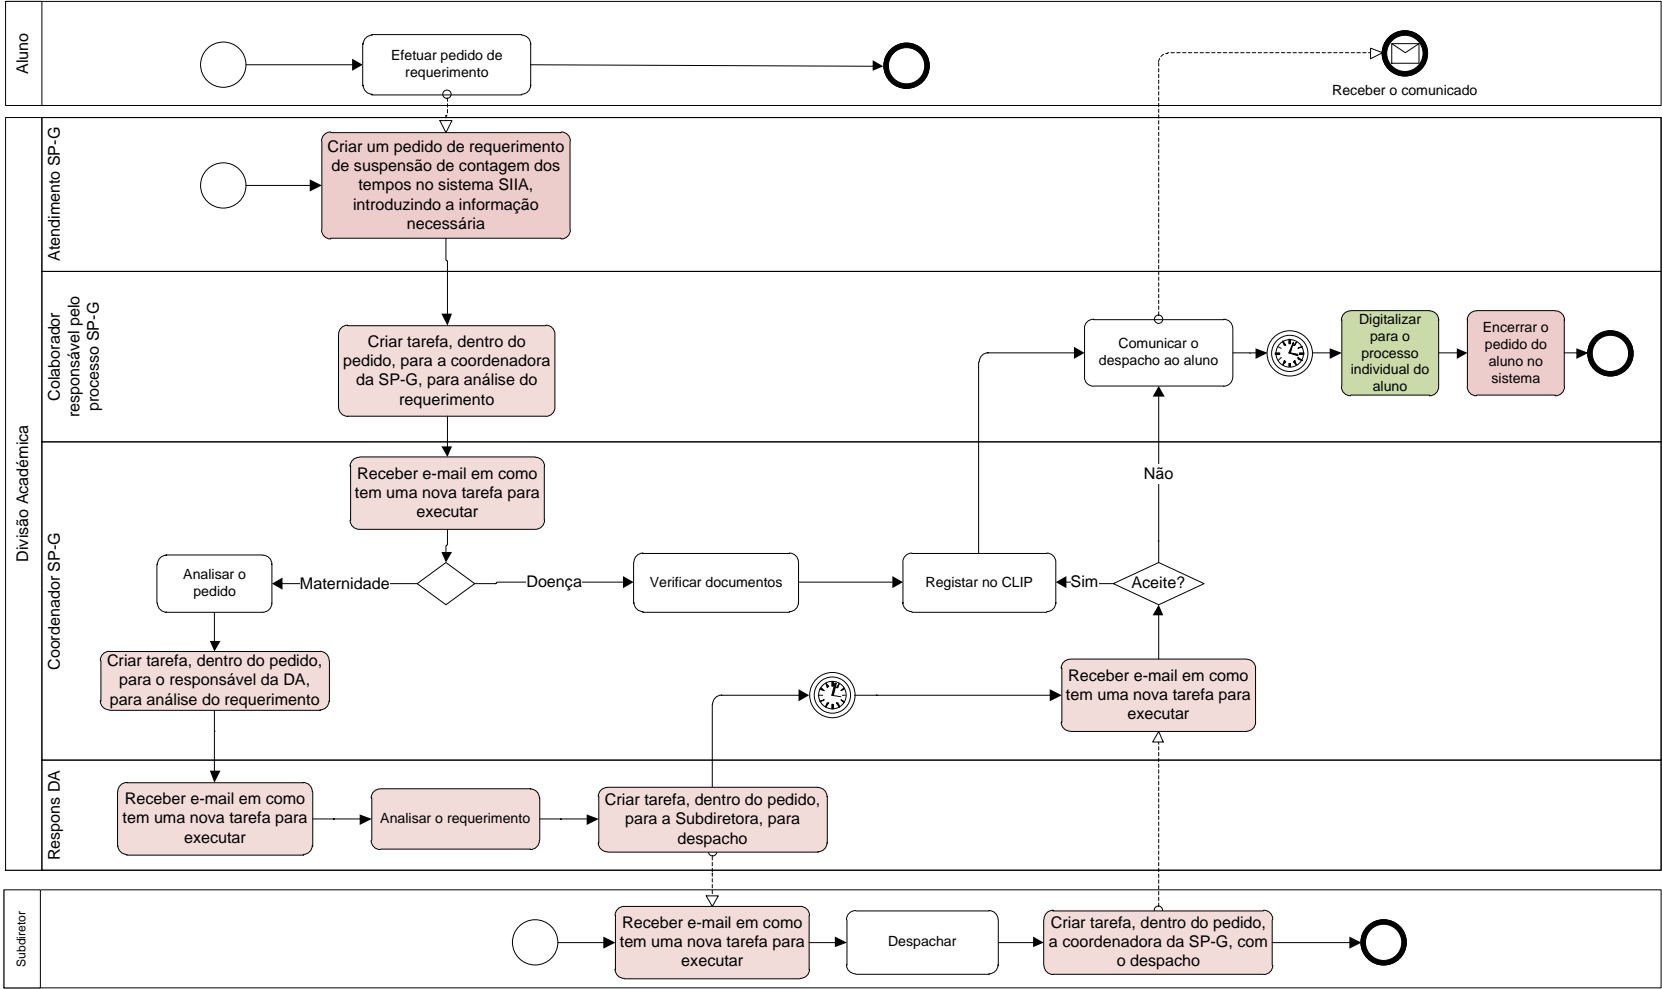 Aluno
Efetuar pedido de
requerimento
Receber o comunicado
Divisão Académica
Atendimento SP-G
Criar um pedido de requerimento
de suspensão de contagem dos
tempos no sistema SIIA,
introduzindo a informação
necessária
Colaborador
responsável pelo
processo SP-G
Criar tarefa, dentro do
pedido, para a coordenadora
da SP-G, para análise do
requerimento
Comunicar o
despacho ao aluno
Digitalizar
para o
processo
individual do
aluno
Encerrar o
pedido do
aluno no
sistema
Coordenador SP-G
Receber e-mail em como
tem uma nova tarefa para
executar
Não
Analisar o
pedido
Maternidade
Doença
Verificar documentos
Registar no CLIP
Sim
Aceite?
Criar tarefa, dentro do pedido,
para o responsável da DA,
para análise do requerimento
Receber e-mail em como
tem uma nova tarefa para
executar
Respons DA
Receber e-mail em como
tem uma nova tarefa para
executar
Analisar o requerimento
Criar tarefa, dentro do pedido,
para a Subdiretora, para
despacho
Subdiretor
Receber e-mail em como
tem uma nova tarefa para
executar
Despachar
Criar tarefa, dentro do pedido,
a coordenadora da SP-G, com
o despacho